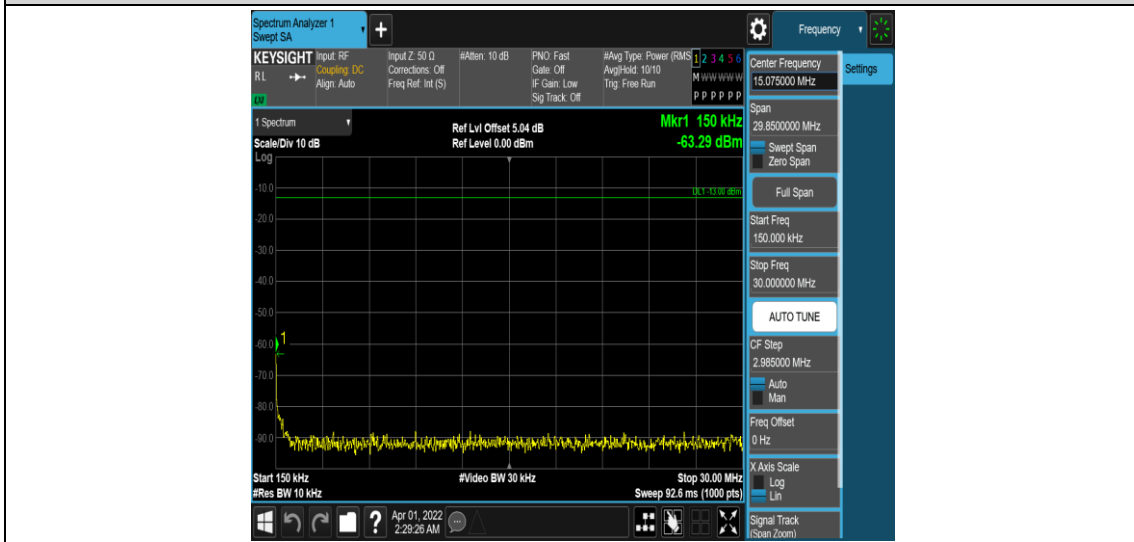 Spectrum Analyzer 1
Swept SA
+
Frequency
KEYSIGHT
RL
LXI
Input: RF
Coupling: DC
Align: Auto
Input Z: 50 Ω
Corrections: Off
Freq Ref: Int (S)
#Atten: 10 dB
PNO: Fast
Gate: Off
IF Gain: Low
Sig Track: Off
#Avg Type: Power (RMS
Avg|Hold: 10/10
Trig: Free Run
1 2 3 4 5 6
M W W W W W
P P P P P P
1 Spectrum
Scale/Div 10 dB
Log
Ref Lvl Offset 5.04 dB
Ref Level 0.00 dBm
Mkr1 150 kHz
-63.29 dBm
DL1 -13.00 dBm
-10.0
-20.0
-30.0
-40.0
-50.0
-60.0
-70.0
-80.0
-90.0
1
Start 150 kHz
#Res BW 10 kHz
#Video BW 30 kHz
Stop 30.00 MHz
Sweep 92.6 ms (1000 pts)
Center Frequency
15.075000 MHz
Settings
Span
29.8500000 MHz
Swept Span
Zero Span
Full Span
Start Freq
150.000 kHz
Stop Freq
30.000000 MHz
AUTO TUNE
CF Step
2.985000 MHz
Auto
Man
Freq Offset
0 Hz
X Axis Scale
Log
Lin
Signal Track
(Span Zoom)
?
Apr 01, 2022
2:29:26 AM